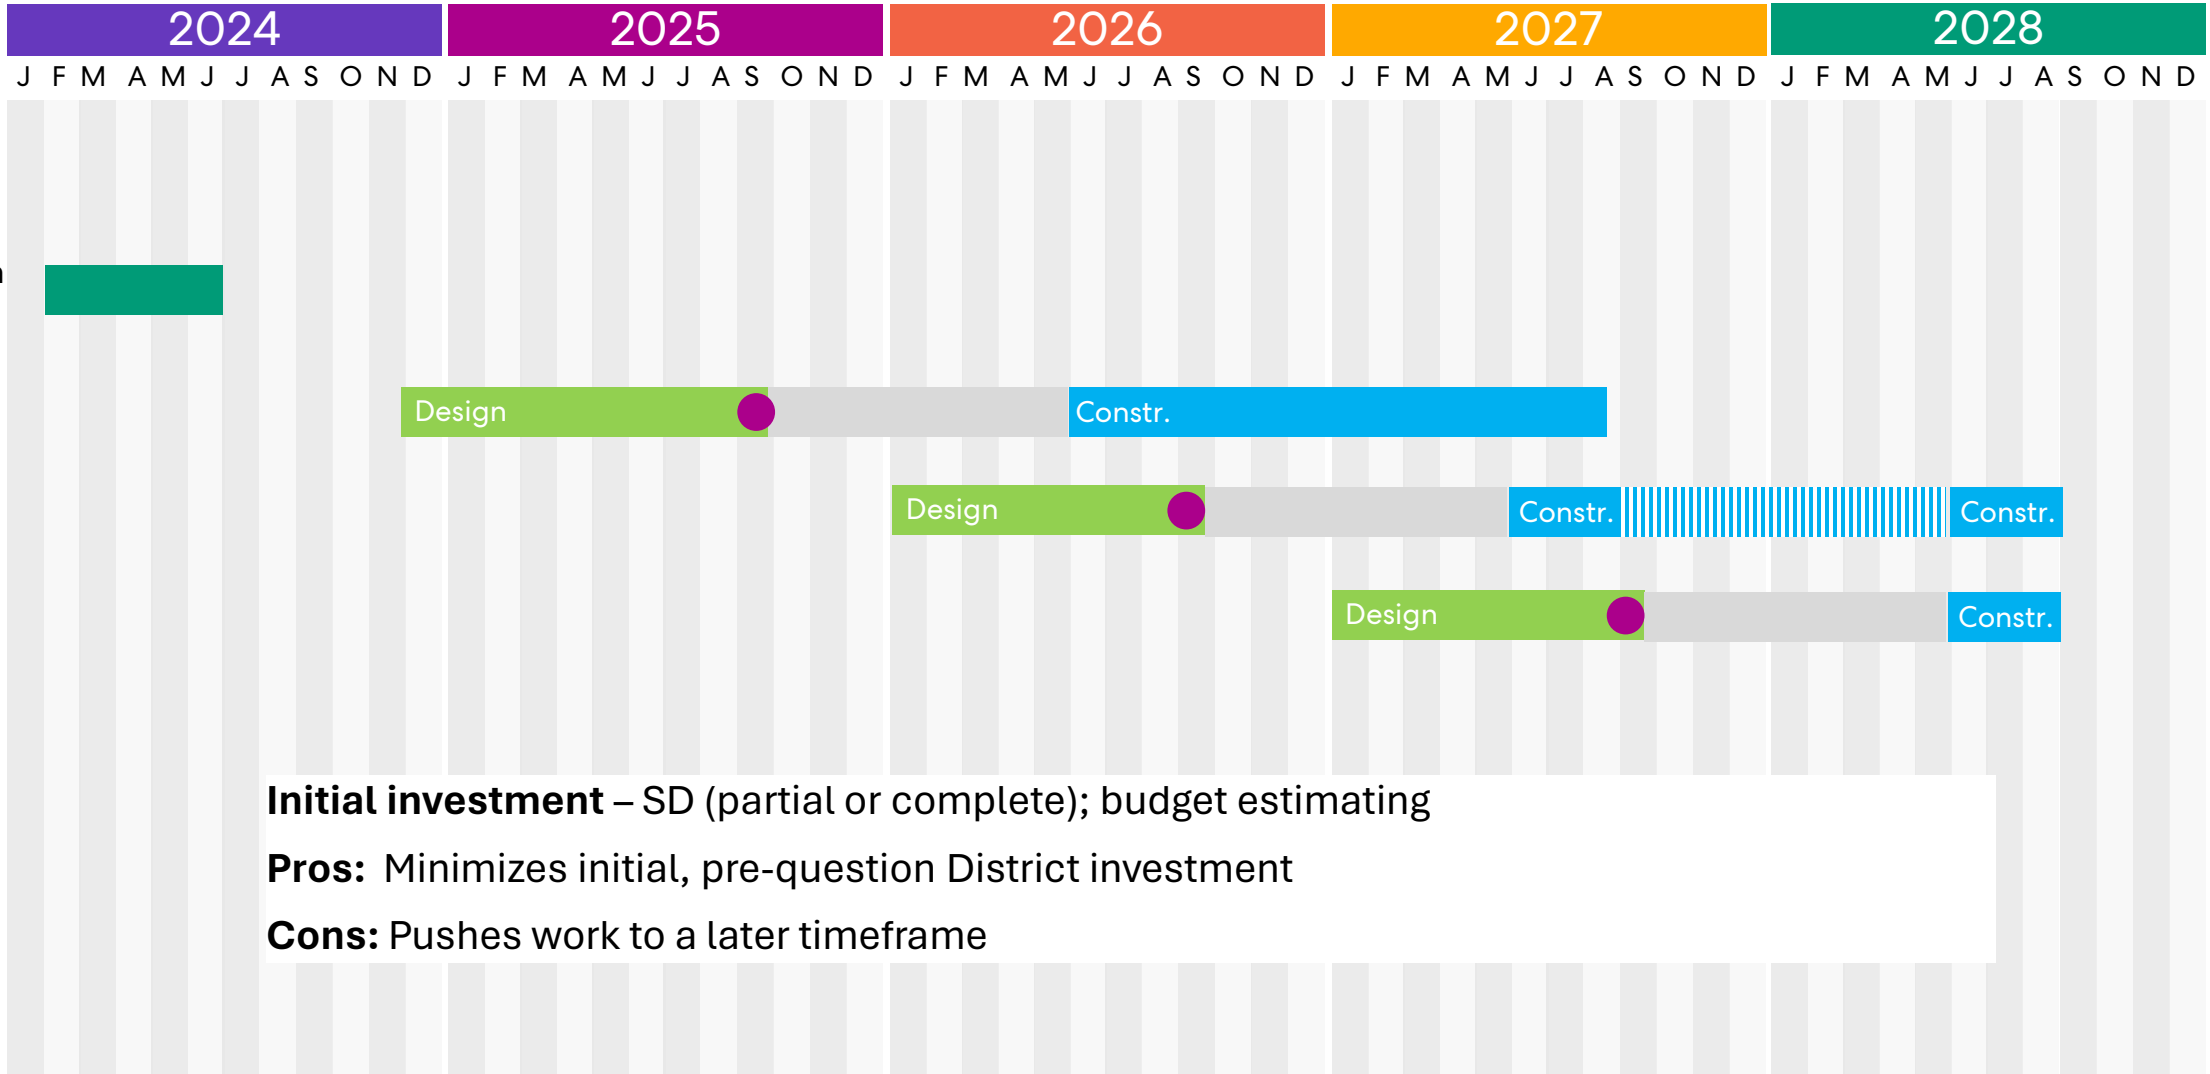 2024 2025 2026 2027 2028
J F M A M J J A S O N D J F M A M J J A S O N D J F M A M J J A S O N D J F M A M J J A S O N D J F M A M J J A S O N D
Design Constr.
Design Constr. Constr.
Design Constr.
Initial investment – SD (partial or complete); budget estimating
Pros: Minimizes initial, pre-question District investment
Cons: Pushes work to a later timeframe